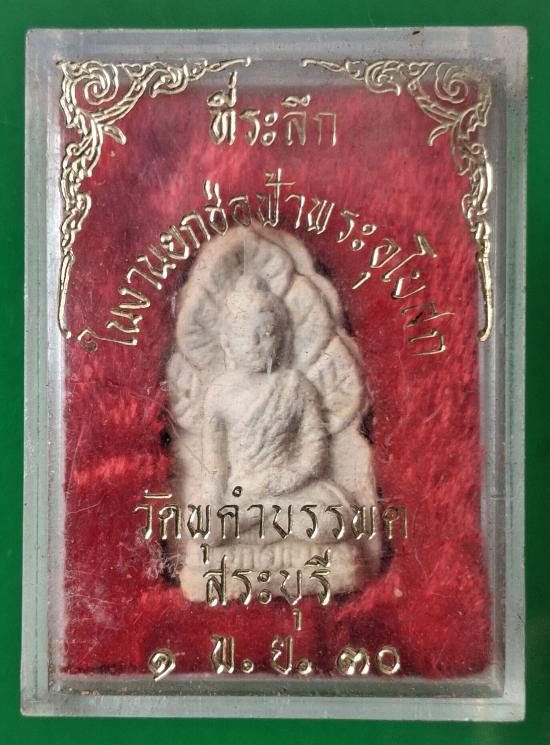 ที่ระลึก
ในงานยกช่อฟ้าพระอุโบสถ
วัดพุคำบรรพต
สระบุรี
๑ พ.ย. ๓๐